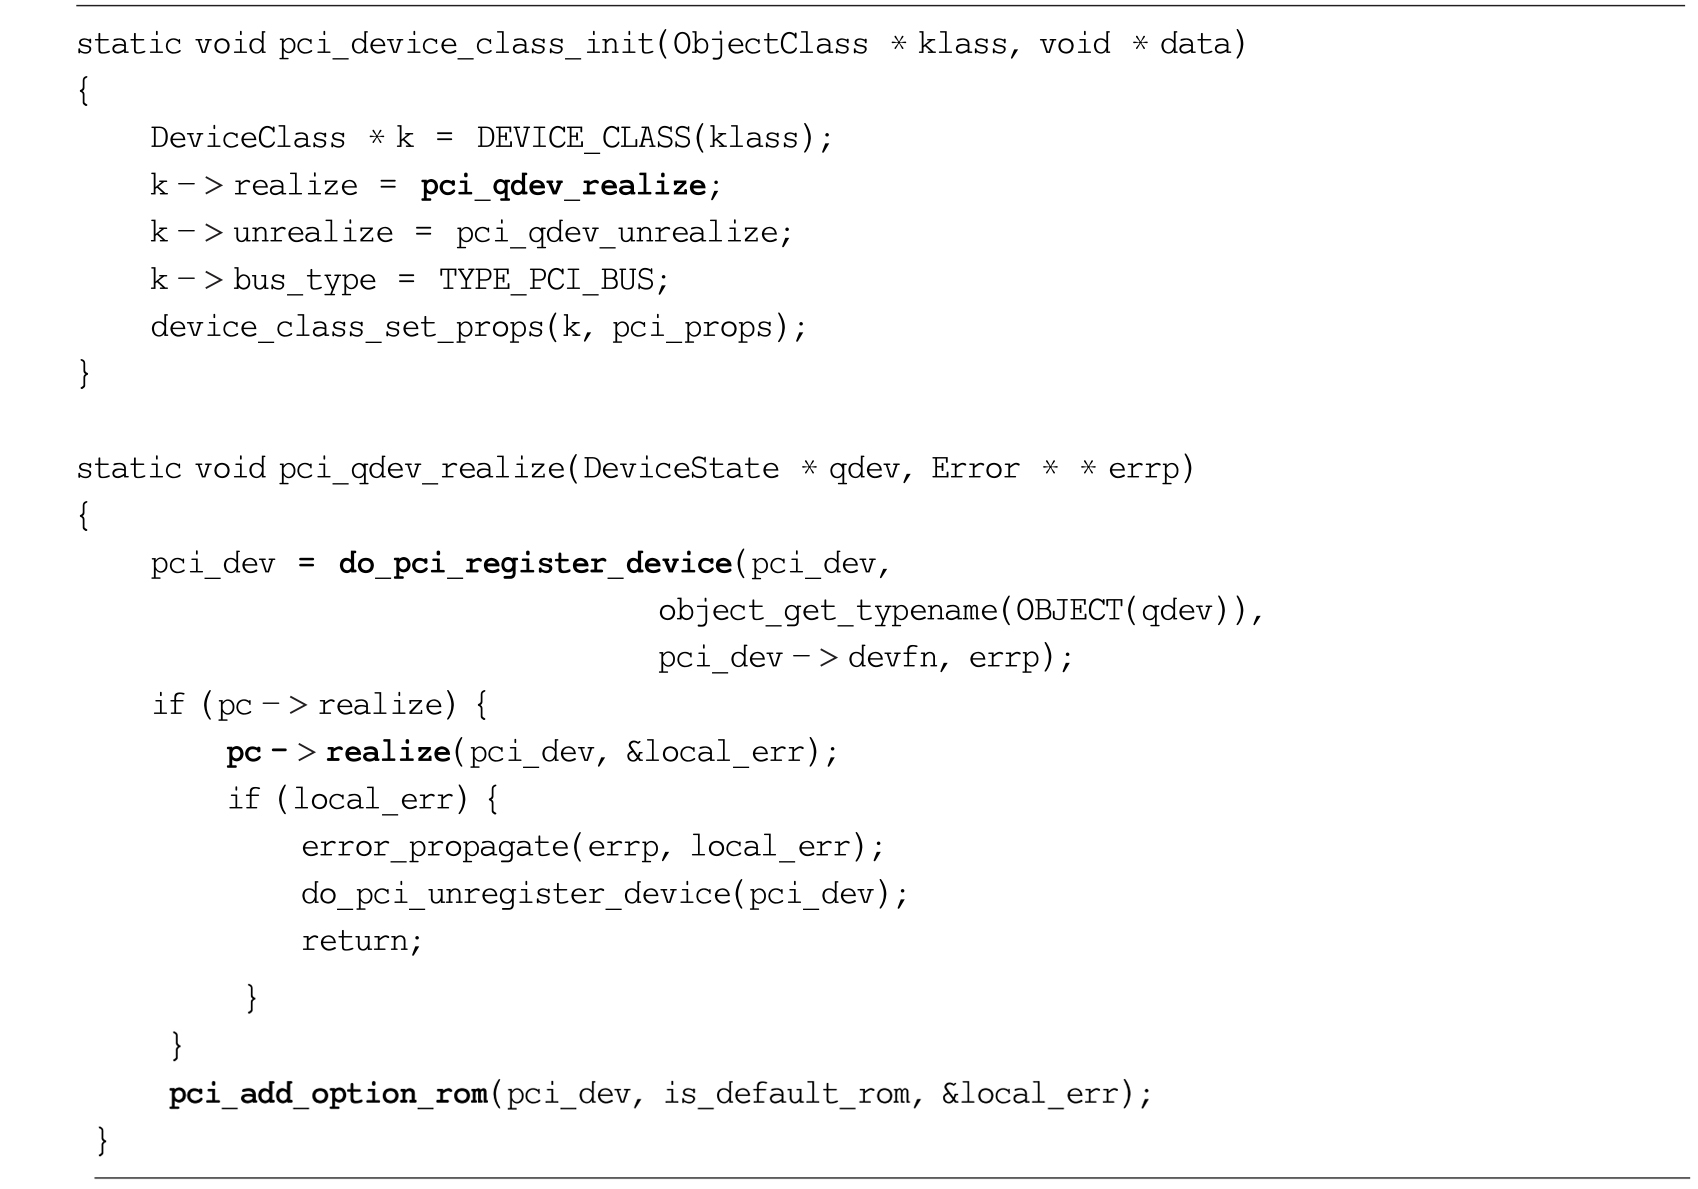 static void pci_device_class_init(ObjectClass * klass, void * data)
{
    DeviceClass * k = DEVICE_CLASS(klass);
    k -> realize = pci_qdev_realize;
    k -> unrealize = pci_qdev_unrealize;
    k -> bus_type = TYPE_PCI_BUS;
    device_class_set_props(k, pci_props);
}

static void pci_qdev_realize(DeviceState * qdev, Error * * errp)
{
    pci_dev = do_pci_register_device(pci_dev,
                                object_get_typename(OBJECT(qdev)),
                                pci_dev -> devfn, errp);
    if (pc -> realize) {
        pc -> realize(pci_dev, &local_err);
        if (local_err) {
            error_propagate(errp, local_err);
            do_pci_unregister_device(pci_dev);
            return;
        }
    }
    pci_add_option_rom(pci_dev, is_default_rom, &local_err);
}